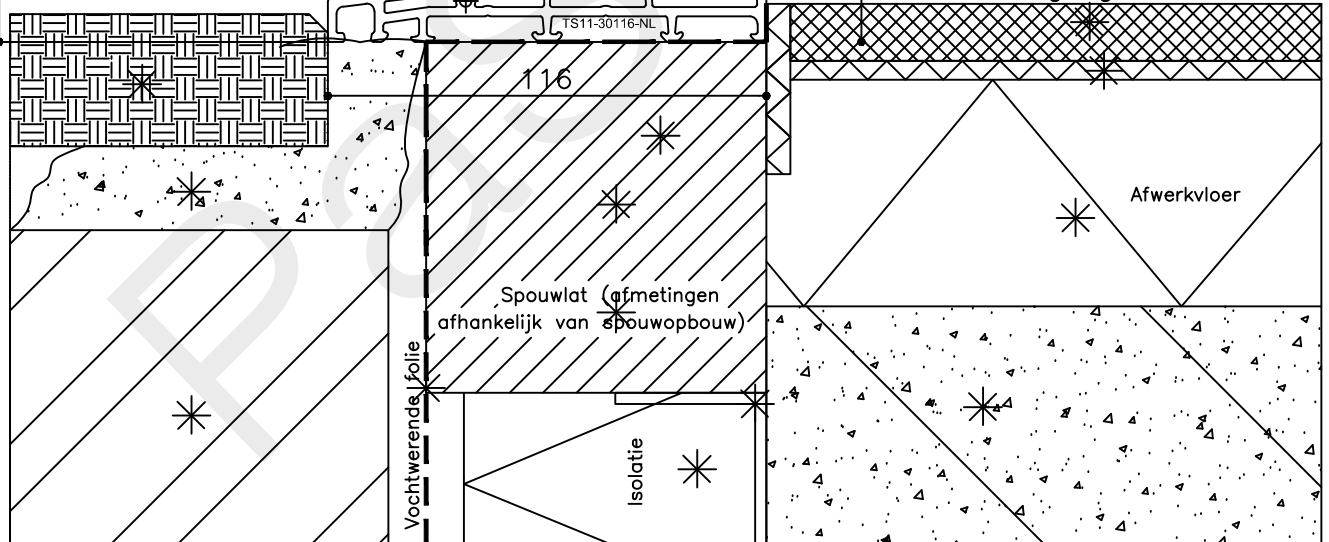 TS11-30116-NL
116
Afwerkvloer
Spouwlat (afmetingen
afhankelijk van spouwopbouw)
Vochtwerende folie
Isolatie